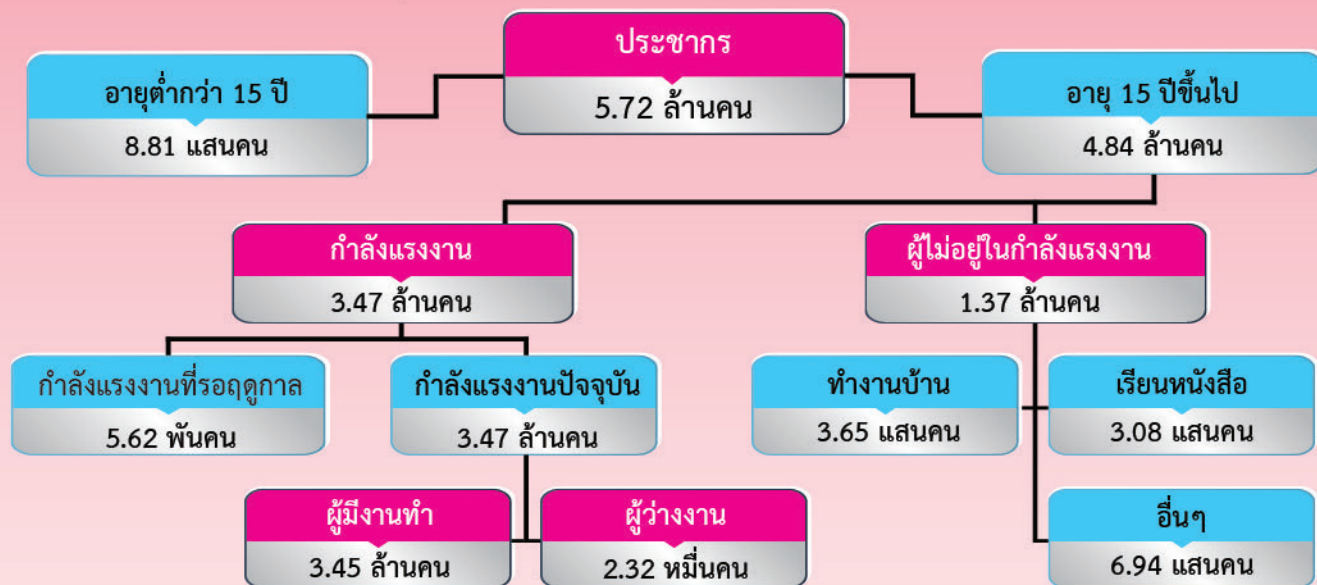 ประชากร
5.72 ล้านคน
อายุต่ำกว่า 15 ปี
8.81 แสนคน
อายุ 15 ปีขึ้นไป
4.84 ล้านคน
กำลังแรงงาน
3.47 ล้านคน
ผู้ไม่อยู่ในกำลังแรงงาน
1.37 ล้านคน
กำลังแรงงานที่รอฤดูกาล
5.62 พันคน
กำลังแรงงานปัจจุบัน
3.47 ล้านคน
ทำงานบ้าน
3.65 แสนคน
เรียนหนังสือ
3.08 แสนคน
ผู้มีงานทำ
3.45 ล้านคน
ผู้ว่างงาน
2.32 หมื่นคน
อื่นๆ
6.94 แสนคน